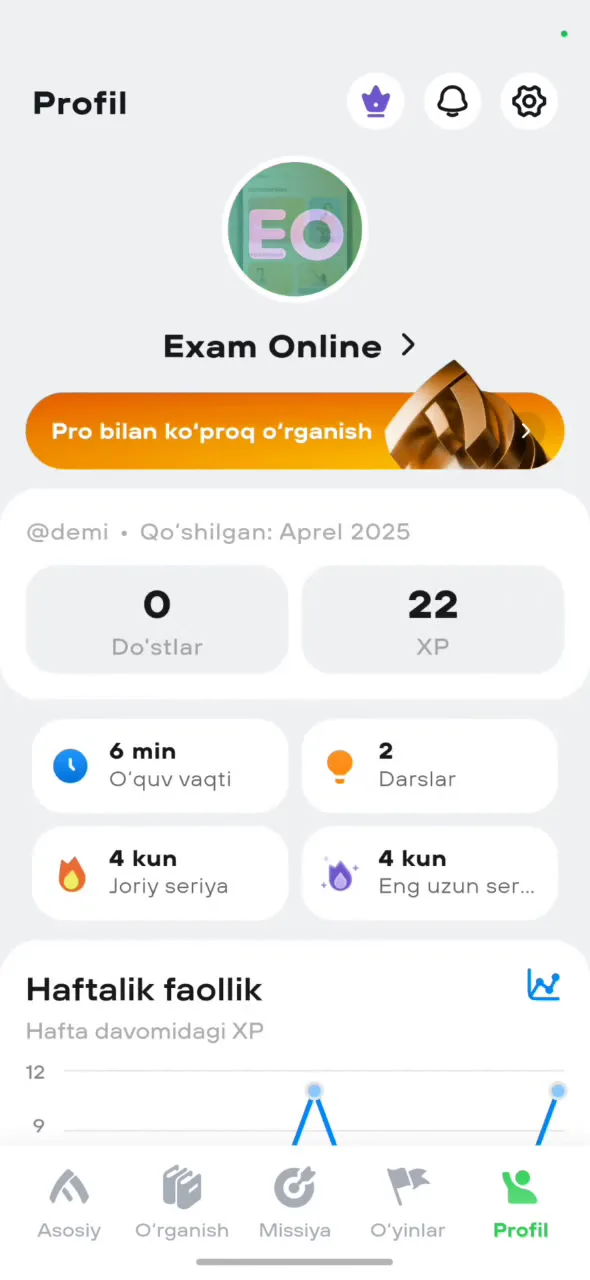 Profil
EO
Exam Online
Pro bilan ko‘proq o‘rganish
@demi • Qo‘shilgan: Aprel 2025
0
Do‘stlar
22
XP
6 min
O‘quv vaqti
2
Darslar
4 kun
Joriy seriya
4 kun
Eng uzun ser...
Haftalik faollik
Hafta davomidagi XP
12
9
Asosiy
O‘rganish
Missiya
O‘yinlar
Profil